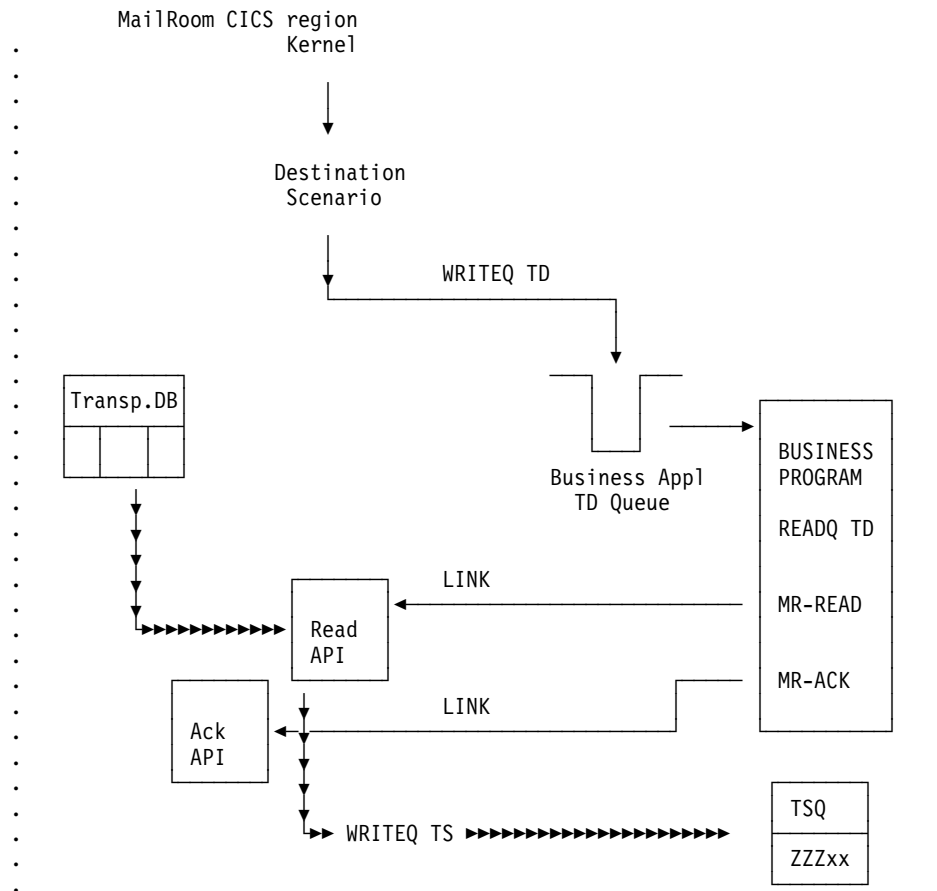 MailRoom CICS region
Kernel
Destination
Scenario
WRITEQ TD
Transp.DB
Business Appl
TD Queue
BUSINESS
PROGRAM
READQ TD
LINK
MR-READ
Read
API
MR-ACK
LINK
Ack
API
TSQ
WRITEQ TS
ZZZxx